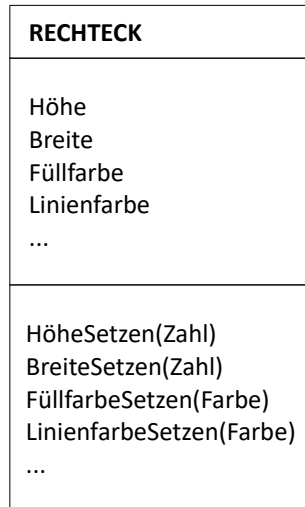 RECHTECK
Höhe
Breite
Füllfarbe
Linienfarbe
...
HöheSetzen(Zahl)
BreiteSetzen(Zahl)
FüllfarbeSetzen(Farbe)
LinienfarbeSetzen(Farbe)
...